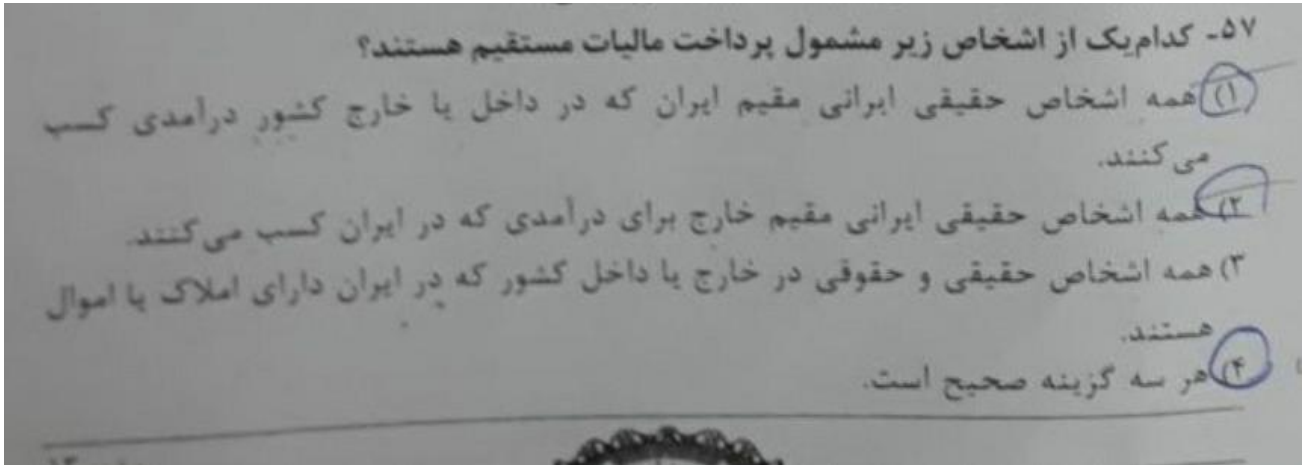 ۵۷- کدام‌یک از اشخاص زیر مشمول پرداخت مالیات مستقیم هستند؟
۱) همه اشخاص حقیقی ایرانی مقیم ایران که در داخل یا خارج کشور درآمدی کسب
می‌کنند.
۲) همه اشخاص حقیقی ایرانی مقیم خارج برای درآمدی که در ایران کسب می‌کنند.
۳) همه اشخاص حقیقی و حقوقی در خارج یا داخل کشور که در ایران دارای املاک یا اموال
هستند.
۴) هر سه گزینه صحیح است.